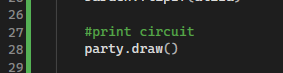 26
27 #print circuit
28 party.draw()
29